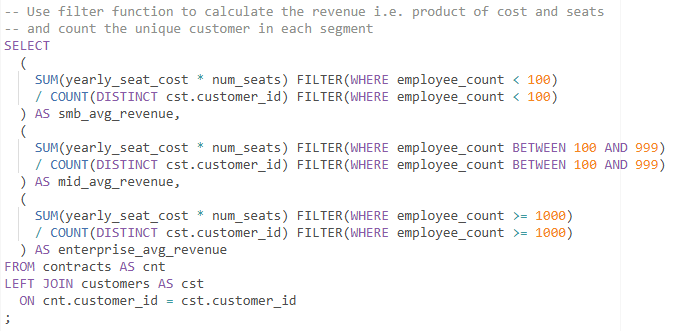 -- Use filter function to calculate the revenue i.e. product of cost and seats
-- and count the unique customer in each segment
SELECT
  (
    SUM(yearly_seat_cost * num_seats) FILTER(WHERE employee_count < 100)
    / COUNT(DISTINCT cst.customer_id) FILTER(WHERE employee_count < 100)
  ) AS smb_avg_revenue,
  (
    SUM(yearly_seat_cost * num_seats) FILTER(WHERE employee_count BETWEEN 100 AND 999)
    / COUNT(DISTINCT cst.customer_id) FILTER(WHERE employee_count BETWEEN 100 AND 999)
  ) AS mid_avg_revenue,
  (
    SUM(yearly_seat_cost * num_seats) FILTER(WHERE employee_count >= 1000)
    / COUNT(DISTINCT cst.customer_id) FILTER(WHERE employee_count >= 1000)
  ) AS enterprise_avg_revenue
FROM contracts AS cnt
LEFT JOIN customers AS cst
  ON cnt.customer_id = cst.customer_id
;